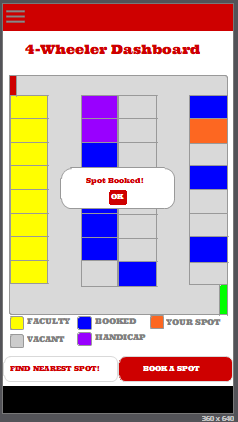 4-Wheeler Dashboard
Spot Booked!
OK
FACULTY BOOKED YOUR SPOT
VACANT HANDICAP
FIND NEAREST SPOT! BOOK A SPOT
360 x 640